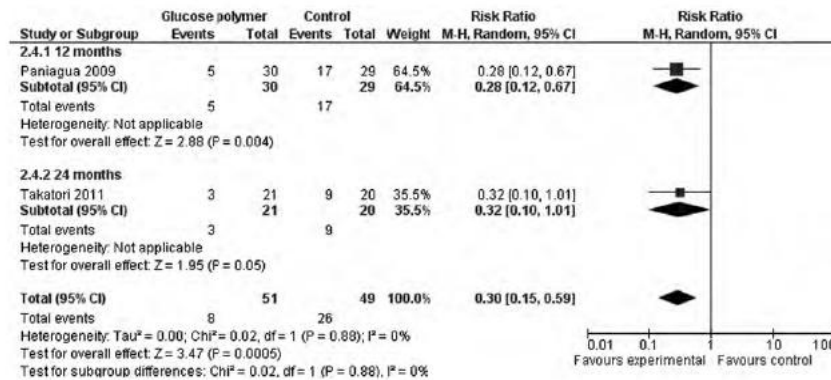 Glucose polymer Control Risk Ratio Risk Ratio
Study or Subgroup Events Total Events Total Weight M-H, Random, 95% CI M-H, Random, 95% CI
2.4.1 12 months
Paniagua 2009 5 30 17 29 64.5% 0.28 [0.12, 0.67]
Subtotal (95% CI) 30 29 64.5% 0.28 [0.12, 0.67]
Total events 5 17
Heterogeneity: Not applicable
Test for overall effect: Z = 2.88 (P = 0.004)
2.4.2 24 months
Takatori 2011 3 21 9 20 35.5% 0.32 [0.10, 1.01]
Subtotal (95% CI) 21 20 35.5% 0.32 [0.10, 1.01]
Total events 3 9
Heterogeneity: Not applicable
Test for overall effect: Z = 1.95 (P = 0.05)
Total (95% CI) 51 49 100.0% 0.30 [0.15, 0.59]
Total events 8 26
Heterogeneity: Tau² = 0.00; Chi² = 0.02, df = 1 (P = 0.88); I² = 0%
Test for overall effect: Z = 3.47 (P = 0.0005)
Test for subgroup differences: Chi² = 0.02, df = 1 (P = 0.88), I² = 0%
0.01 0.1 1 10 100
Favours experimental Favours control